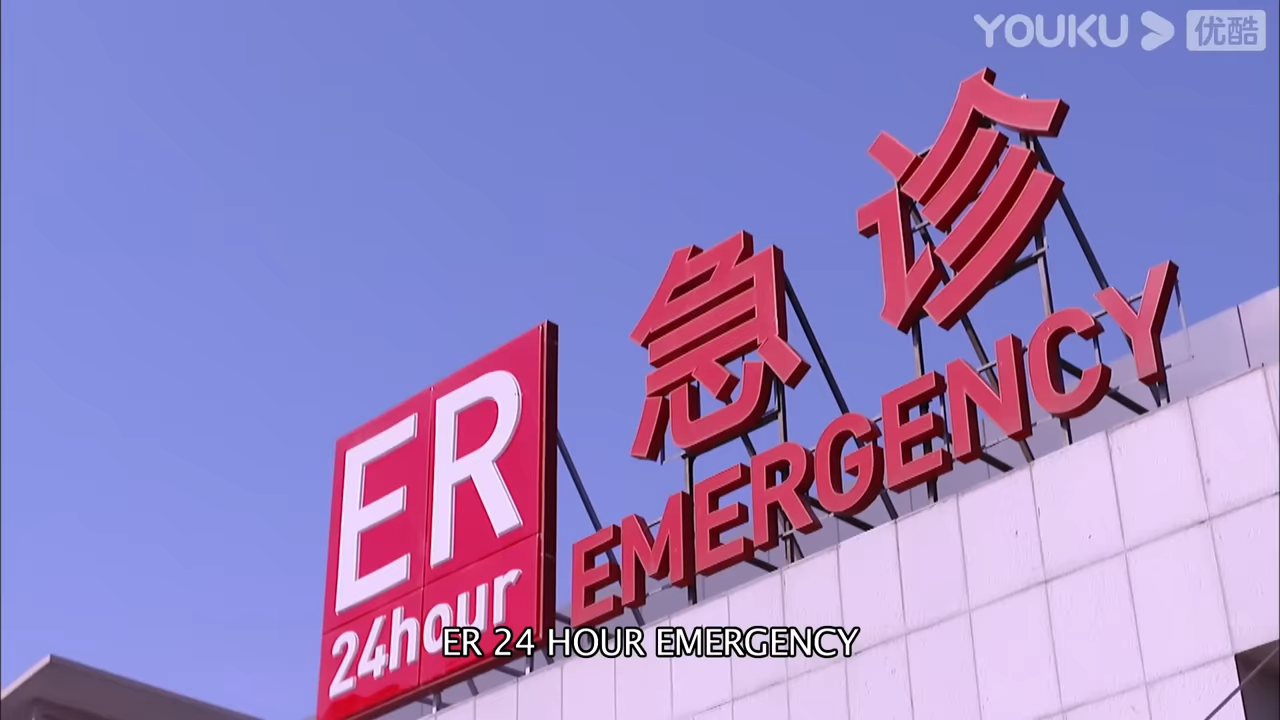 YOUKU 优酷
急诊
EMERGENCY
ER
24hour
ER 24 HOUR EMERGENCY